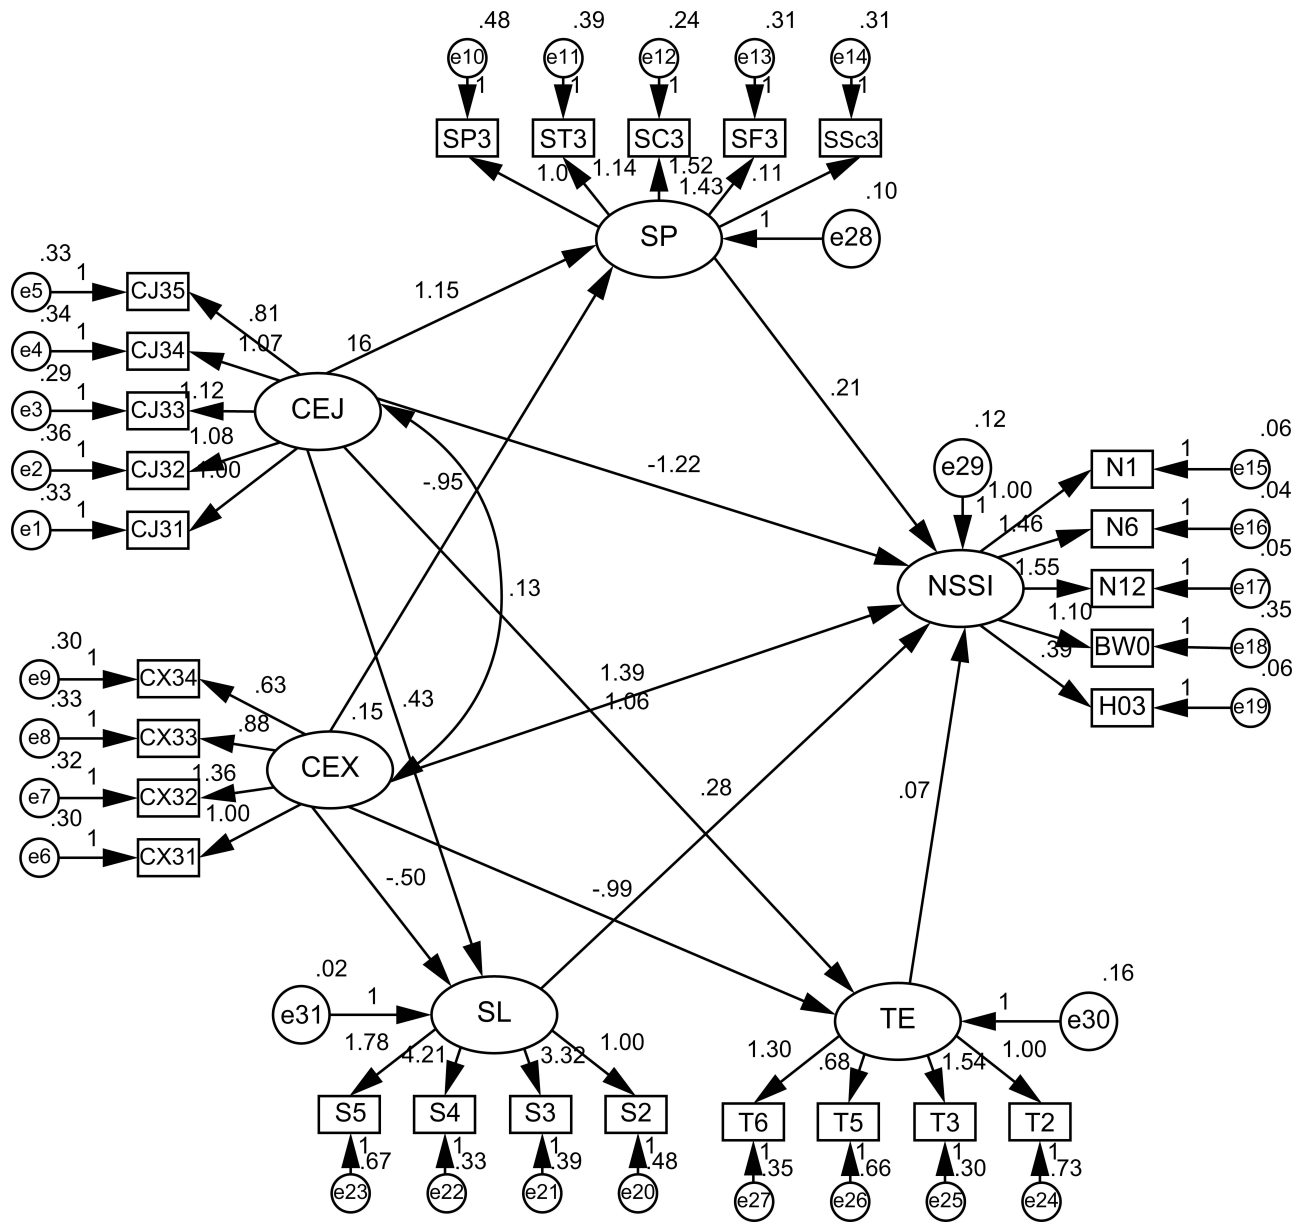 .48 .39 .24 .31 .31
e10 e11 e12 e13 e14
1 1 1 1 1
SP3 ST3 SC3 SF3 SSc3
1.0 1.14 1.52 1.43 .11
.10
SP 1 e28
.33
e5 1 CJ35
.81
1.15
.34
e4 1 CJ34
1.07
16
.29
e3 1 CJ33
1.12
CEJ
.36
e2 1 CJ32
1.08
1.00
.33
e1 1 CJ31
.21
-.95
-1.22
.13
.12
e29
1
NSSI
1.00
N1 1 e15 .06
1.46
N6 1 e16 .04
1.55
N12 1 e17 .05
1.10
BW0 1 e18 .35
.39
H03 1 e19 .06
.30
e9 1 CX34
.63
.15 .43
1.39
1.06
.33
e8 1 CX33
.88
CEX
.32
e7 1 CX32
1.36
.30
e6 1 CX31
1.00
.28
.07
-.50
-.99
.02
e31 1 SL
.16
TE 1 e30
1.78 4.21 3.32 1.00
1.30 .68 1.54 1.00
S5 S4 S3 S2
T6 T5 T3 T2
1 1 1 1
1 1 1 1
.67 .33 .39 .48
.35 .66 .30 .73
e23 e22 e21 e20
e27 e26 e25 e24